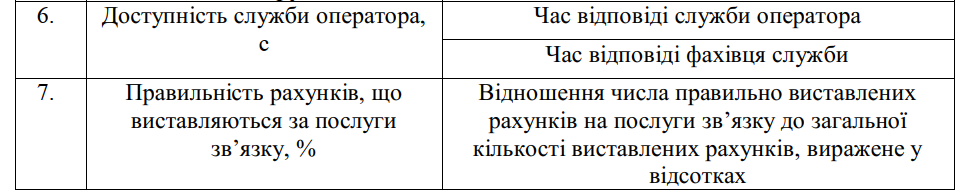 6.
Доступність служби оператора,
с
Час відповіді служби оператора
Час відповіді фахівця служби
7.
Правильність рахунків, що
виставляються за послуги
зв’язку, %
Відношення числа правильно виставлених
рахунків на послуги зв’язку до загальної
кількості виставлених рахунків, виражене у
відсотках